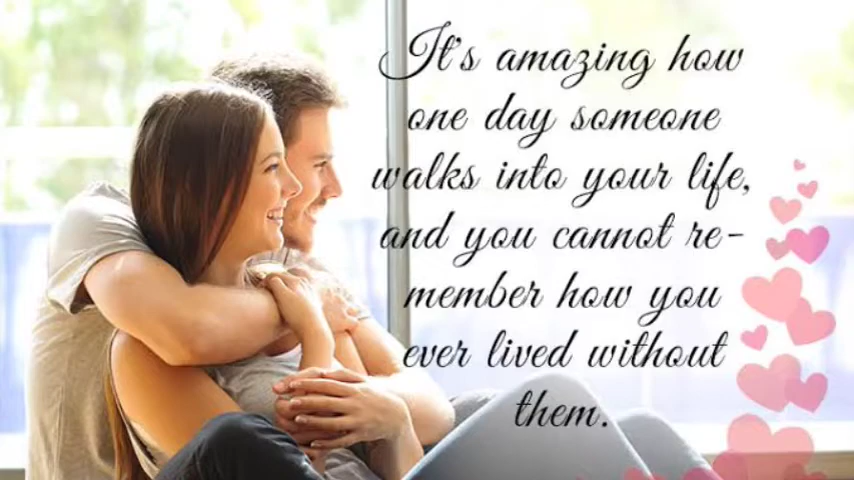 It's amazing how
one day someone
walks into your life,
and you cannot re-
member how you
ever lived without
them.